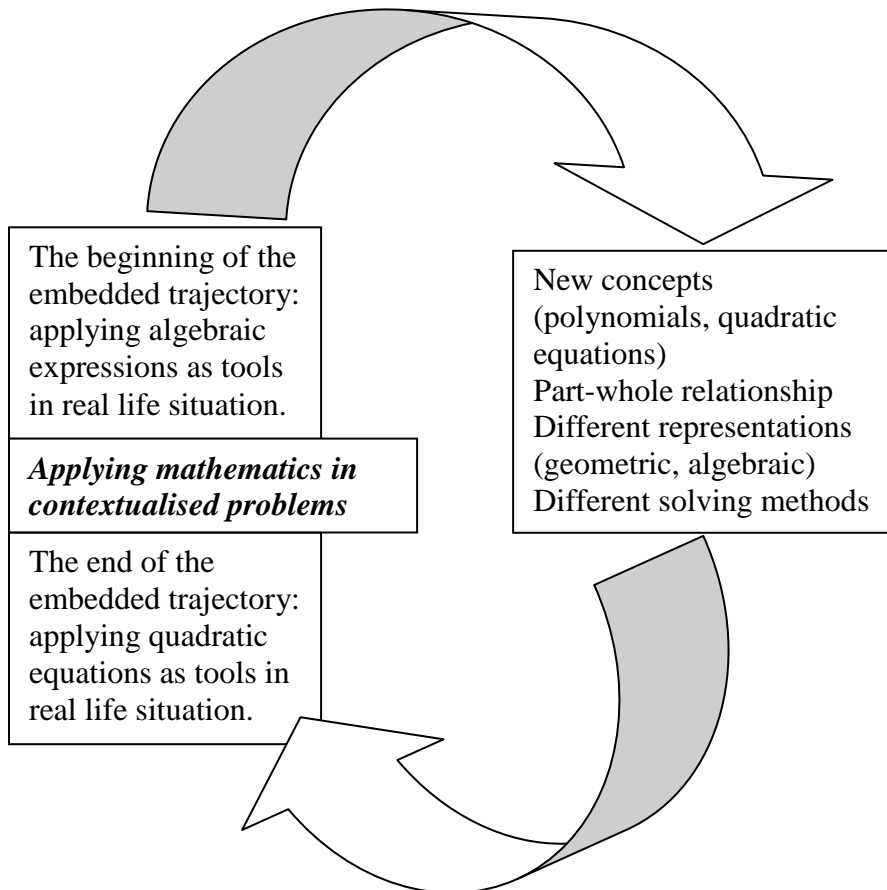 The beginning of the
embedded trajectory:
applying algebraic
expressions as tools
in real life situation.
Applying mathematics in
contextualised problems
The end of the
embedded trajectory:
applying quadratic
equations as tools in
real life situation.
New concepts
(polynomials, quadratic
equations)
Part-whole relationship
Different representations
(geometric, algebraic)
Different solving methods